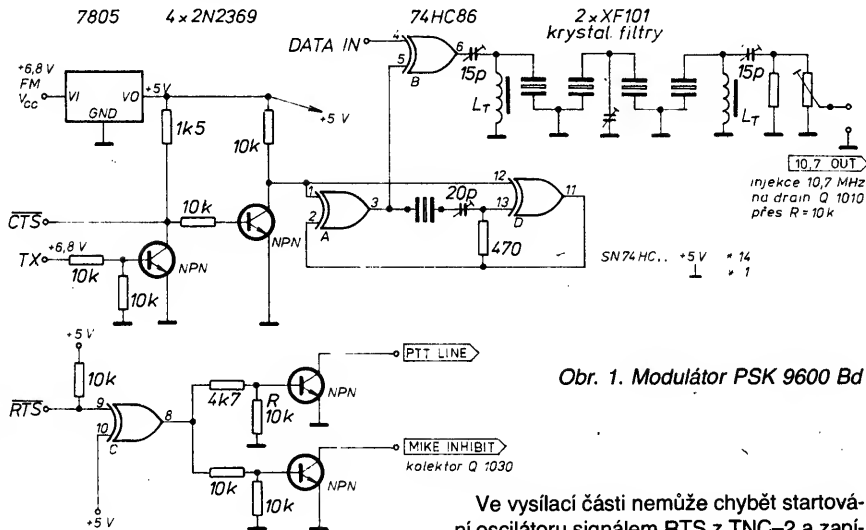 7805
4×2N2369
74HC86
2×XF101
krystal. filtry
DATA IN
4
5
6
B
15p
LT
15p
LT
+6,8 V
FM
VCC
VI
VO
GND
+5V
1k5
10k
+5 V
10k
NPN
CTS
TX
+6,8 V
10k
10k
NPN
1
2
A
3
20p
470
12
13
D
11
10,7 OUT
injekce 10,7 MHz
na drain Q 1010
přes R = 10k
SN74HC.. +5V * 14
⊥ * 1
+5 V
10k
RTS
9
10
C
8
+5V
4k7
R
10k
NPN
PTT LINE
10k
10k
NPN
MIKE INHIBIT
kolektor Q 1030
Obr. 1. Modulátor PSK 9600 Bd
Ve vysílací části nemůže chybět startová-
ní oscilátoru signálem RTS z TNC–2 a zapí-